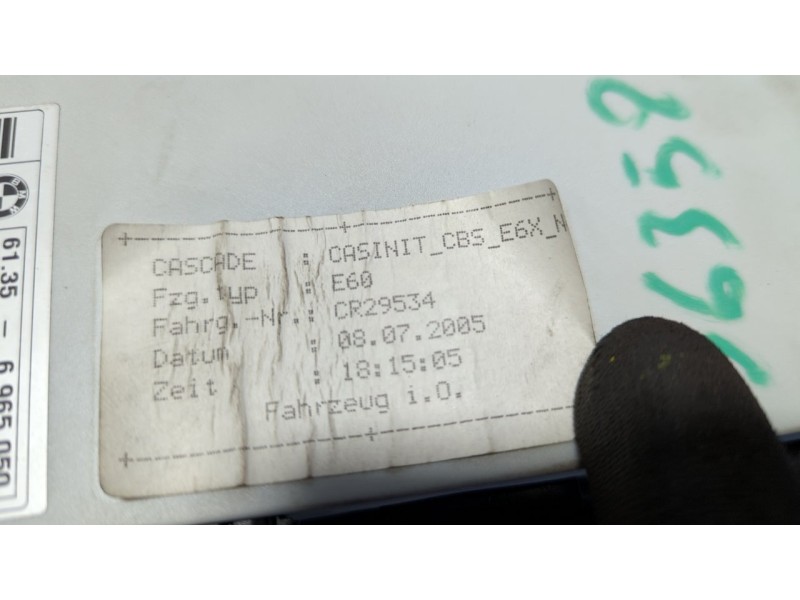 BMW
61.35 - 6 965 050
+---------------+---------------+
CASCADE : CASINIT_CBS_E6X_N
Fzg.typ : E60
Fahrg.-Nr. : CR29534
Datum : 08.07.2005
Zeit : 18:15:05
Fahrzeug i.O.
+---------------+---------------